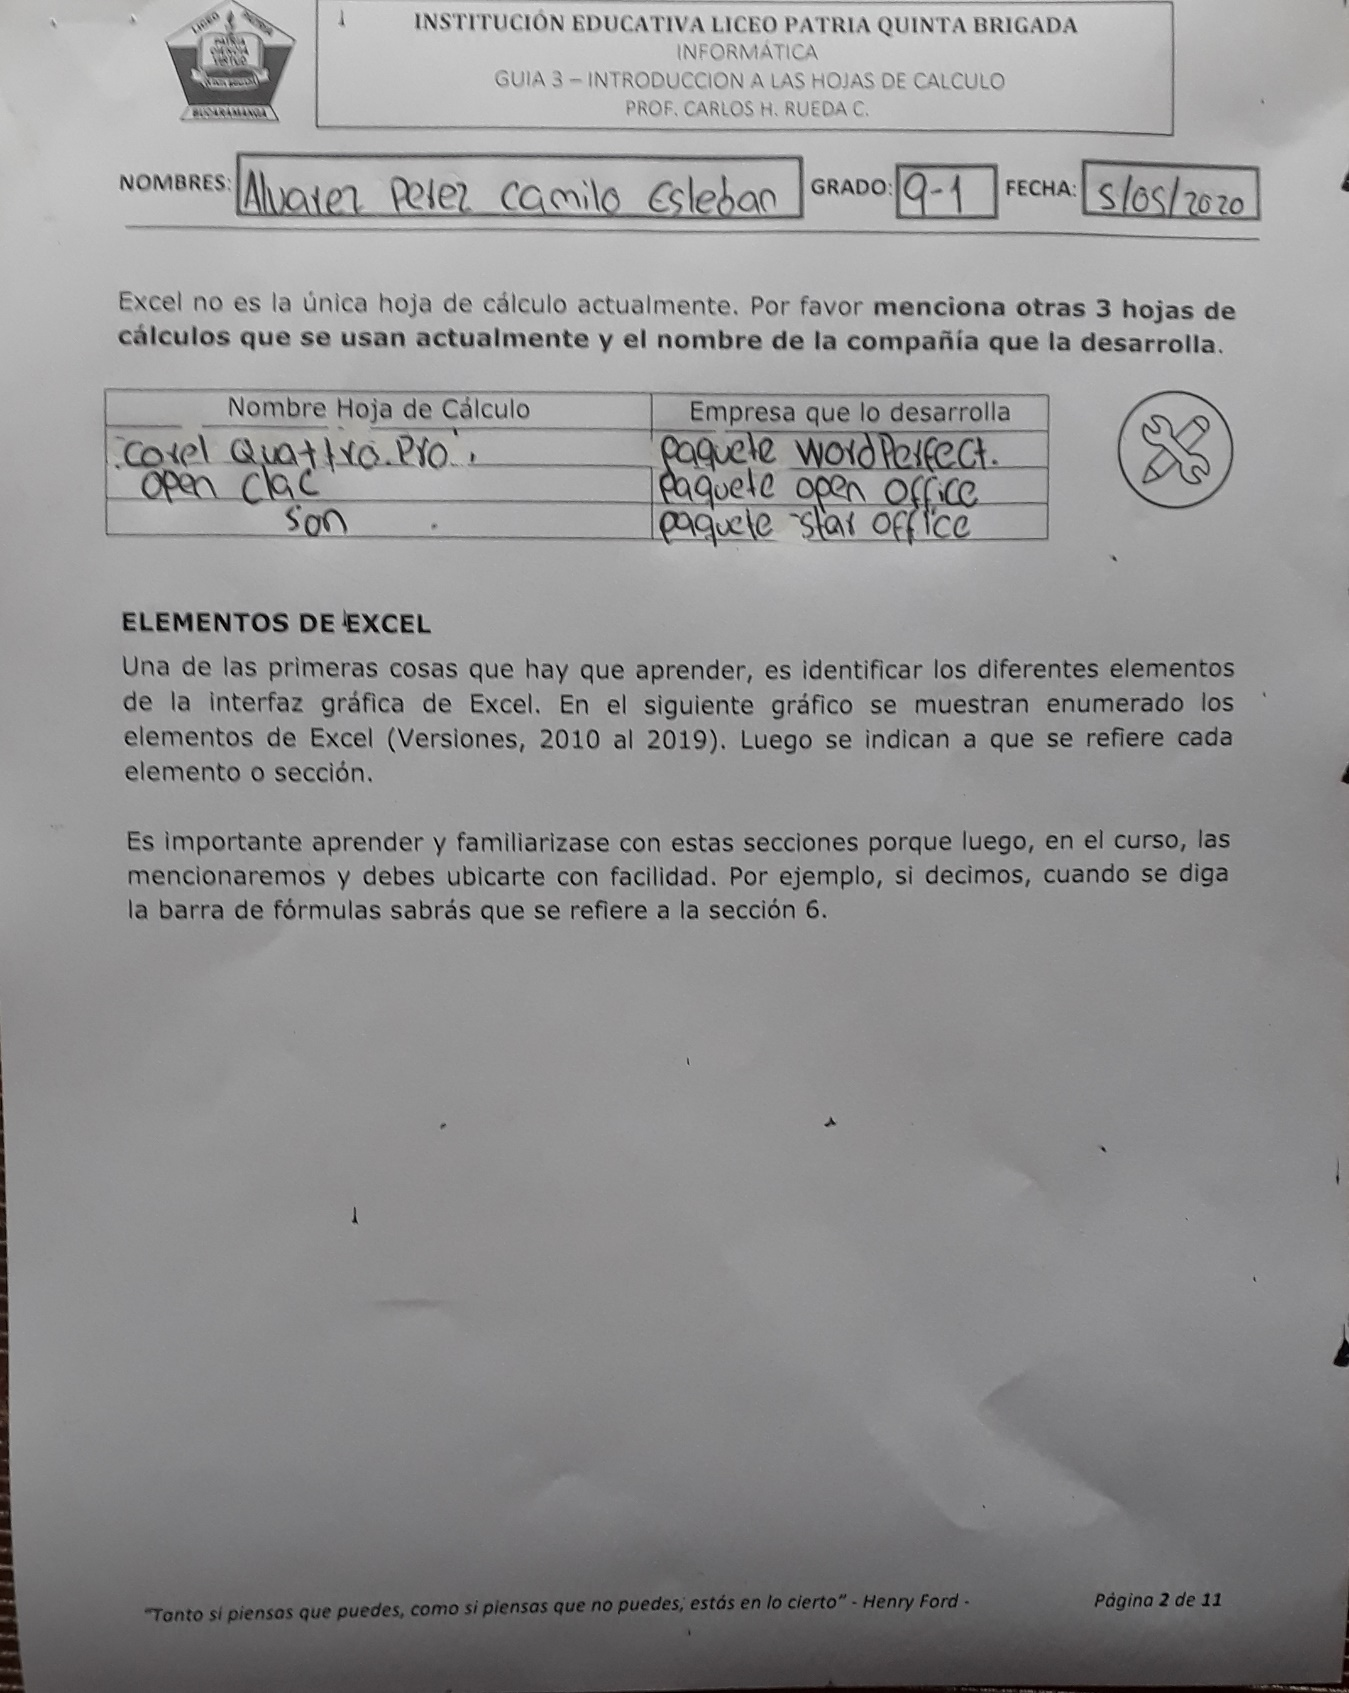 LICEO PATRIA
PATRIA
CIENCIA
VIRTUD
BUCARAMANGA
INSTITUCIÓN EDUCATIVA LICEO PATRIA QUINTA BRIGADA
INFORMÁTICA
GUIA 3 – INTRODUCCION A LAS HOJAS DE CALCULO
PROF. CARLOS H. RUEDA C.
NOMBRES: Alvarez Perez Camilo Esteban GRADO: 9-1 FECHA: 5/05/2020
Excel no es la única hoja de cálculo actualmente. Por favor menciona otras 3 hojas de
cálculos que se usan actualmente y el nombre de la compañía que la desarrolla.
Nombre Hoja de Cálculo Empresa que lo desarrolla
corel Quattro.Pro. paquete WordPerfect.
open clac paquete open office
son paquete star office
ELEMENTOS DE EXCEL
Una de las primeras cosas que hay que aprender, es identificar los diferentes elementos
de la interfaz gráfica de Excel. En el siguiente gráfico se muestran enumerado los
elementos de Excel (Versiones, 2010 al 2019). Luego se indican a que se refiere cada
elemento o sección.
Es importante aprender y familiarizase con estas secciones porque luego, en el curso, las
mencionaremos y debes ubicarte con facilidad. Por ejemplo, si decimos, cuando se diga
la barra de fórmulas sabrás que se refiere a la sección 6.
"Tanto si piensas que puedes, como si piensas que no puedes, estás en lo cierto" - Henry Ford - Página 2 de 11